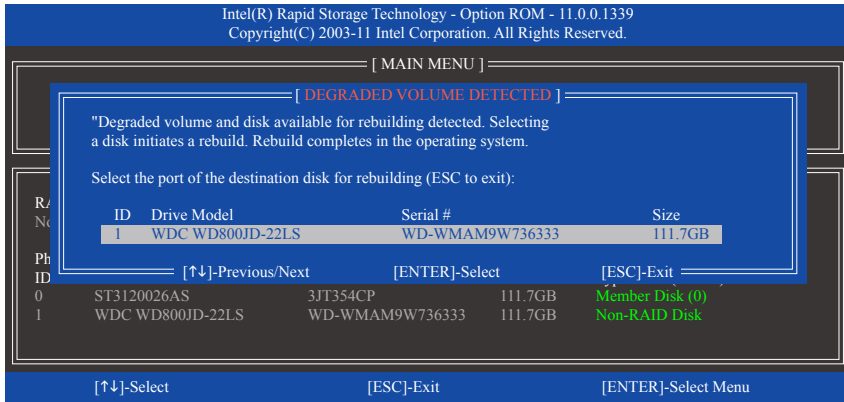 Intel(R) Rapid Storage Technology - Option ROM - 11.0.0.1339
Copyright(C) 2003-11 Intel Corporation. All Rights Reserved.
[ MAIN MENU ]
[ DEGRADED VOLUME DETECTED ]
"Degraded volume and disk available for rebuilding detected. Selecting
a disk initiates a rebuild. Rebuild completes in the operating system.
Select the port of the destination disk for rebuilding (ESC to exit):
ID Drive Model Serial # Size
1 WDC WD800JD-22LS WD-WMAM9W736333 111.7GB
[↑↓]-Previous/Next [ENTER]-Select [ESC]-Exit
ID
0 ST3120026AS 3JT354CP 111.7GB Member Disk (0)
1 WDC WD800JD-22LS WD-WMAM9W736333 111.7GB Non-RAID Disk
[↑↓]-Select [ESC]-Exit [ENTER]-Select Menu